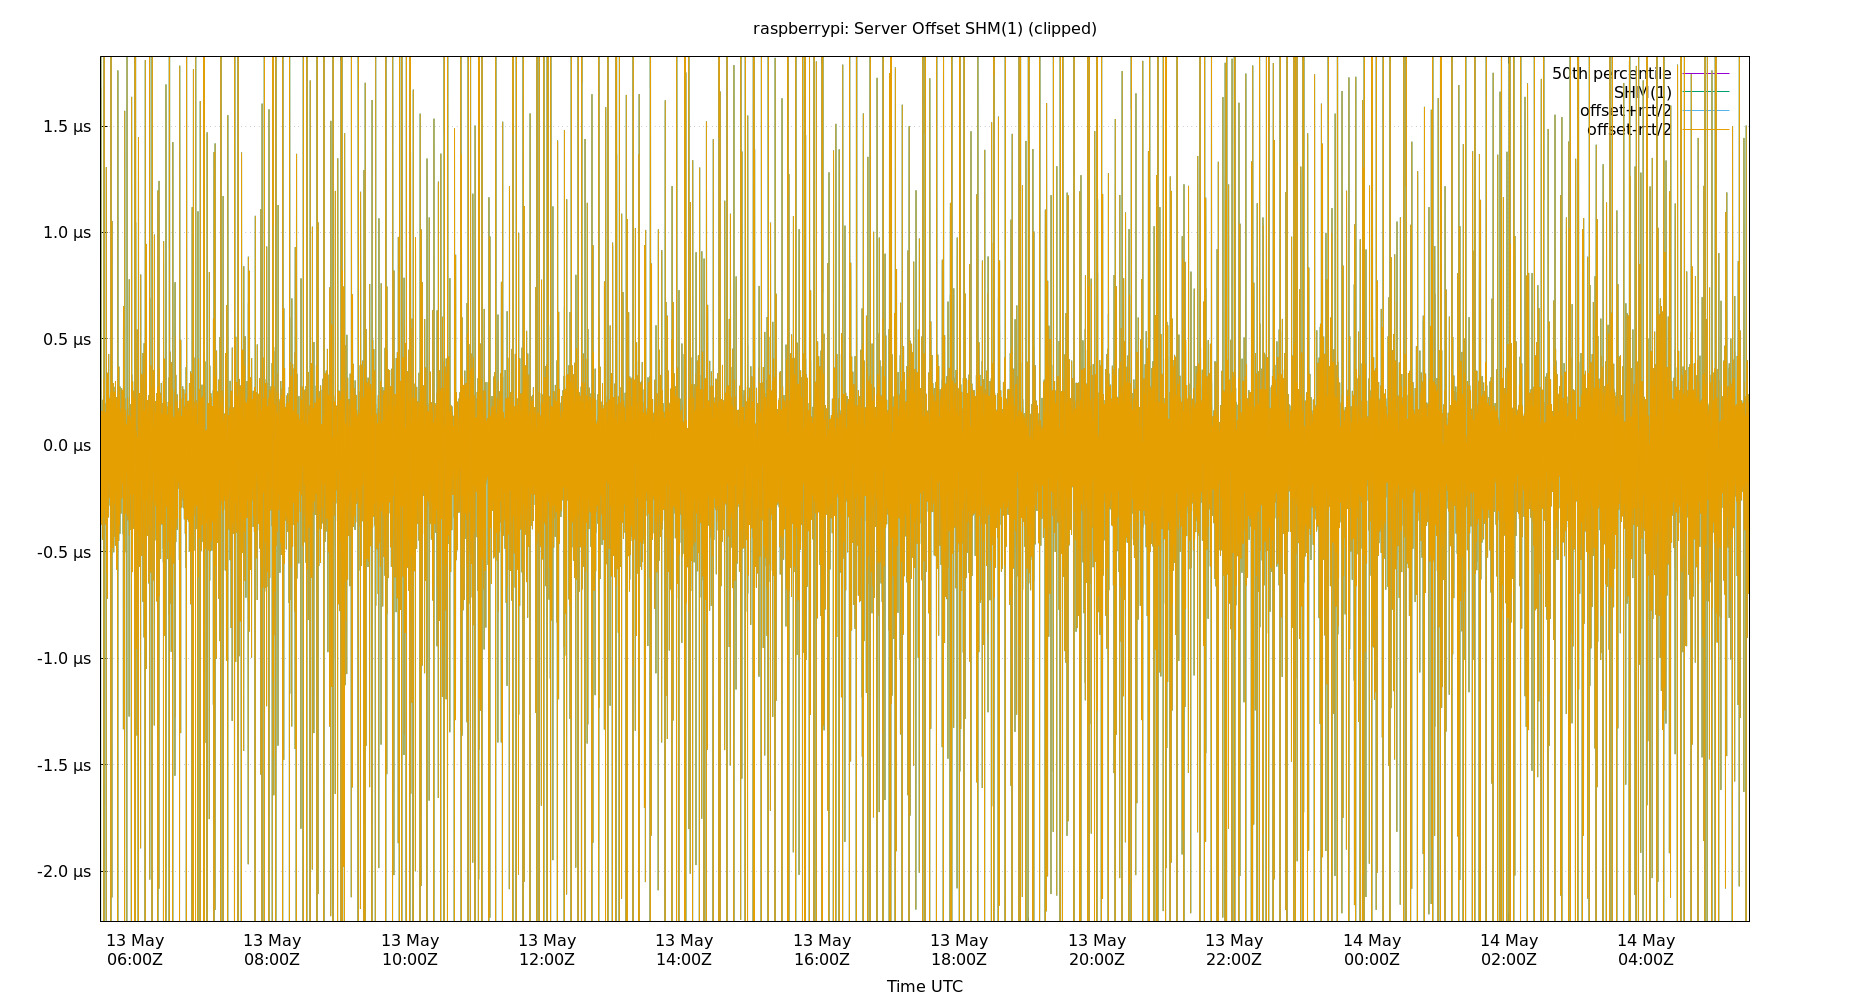 raspberrypi: Server Offset SHM(1) (clipped)
50th percentile
SHM(1)
offset+rtt/2
offset-rtt/2
1.5 µs
1.0 µs
0.5 µs
0.0 µs
-0.5 µs
-1.0 µs
-1.5 µs
-2.0 µs
13 May 13 May 13 May 13 May 13 May 13 May 13 May 13 May 13 May 14 May 14 May 14 May
06:00Z 08:00Z 10:00Z 12:00Z 14:00Z 16:00Z 18:00Z 20:00Z 22:00Z 00:00Z 02:00Z 04:00Z
Time UTC